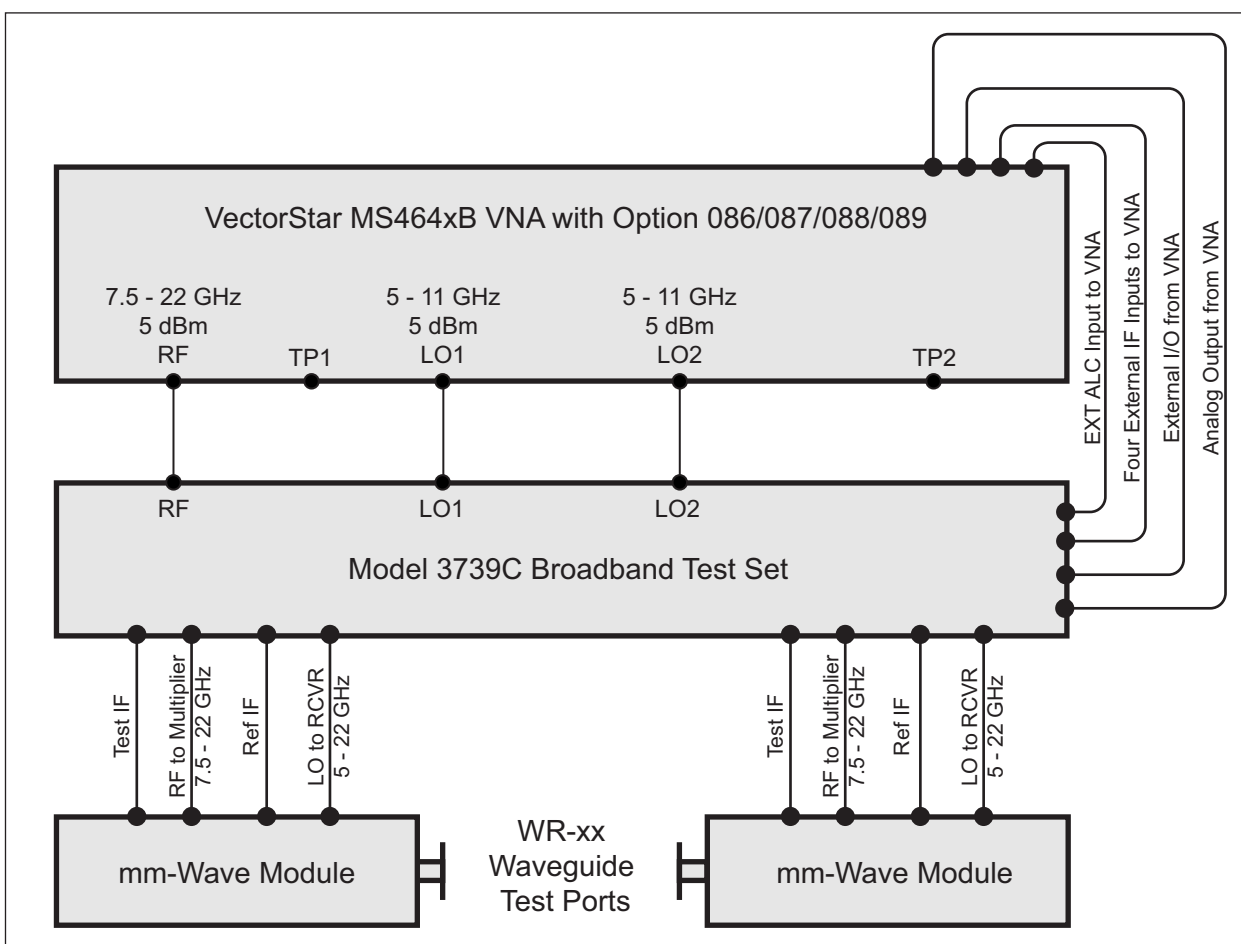 VectorStar MS464xB VNA with Option 086/087/088/089
7.5 - 22 GHz
5 dBm
RF
TP1
5 - 11 GHz
5 dBm
LO1
5 - 11 GHz
5 dBm
LO2
TP2
EXT ALC Input to VNA
Four External IF Inputs to VNA
External I/O from VNA
Analog Output from VNA
RF
LO1
LO2
Model 3739C Broadband Test Set
Test IF
RF to Multiplier
7.5 - 22 GHz
Ref IF
LO to RCVR
5 - 22 GHz
Test IF
RF to Multiplier
7.5 - 22 GHz
Ref IF
LO to RCVR
5 - 22 GHz
mm-Wave Module
WR-xx
Waveguide
Test Ports
mm-Wave Module